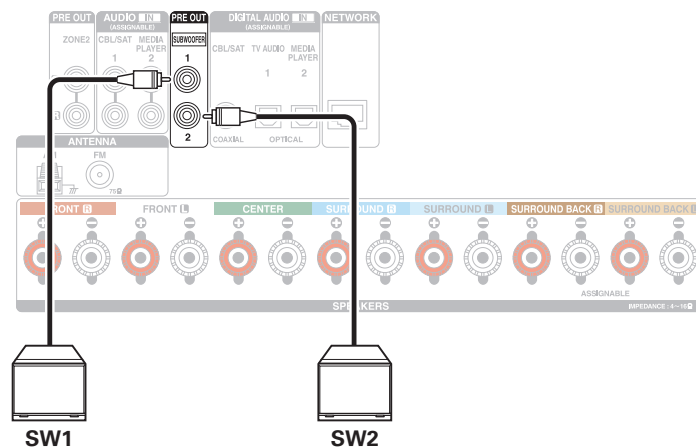 PRE OUT AUDIO IN PRE OUT DIGITAL AUDIO IN NETWORK
(ASSIGNABLE) (ASSIGNABLE)
ZONE2 CBL/SAT MEDIA PLAYER SUBWOOFER CBL/SAT TV AUDIO MEDIA PLAYER
1 2 1 1 2
2 COAXIAL OPTICAL
ANTENNA
FM
75Ω
FRONT R FRONT L CENTER SURROUND R SURROUND L SURROUND BACK R SURROUND BACK L
ASSIGNABLE
SPEAKERS IMPEDANCE : 4~16Ω
SW1 SW2